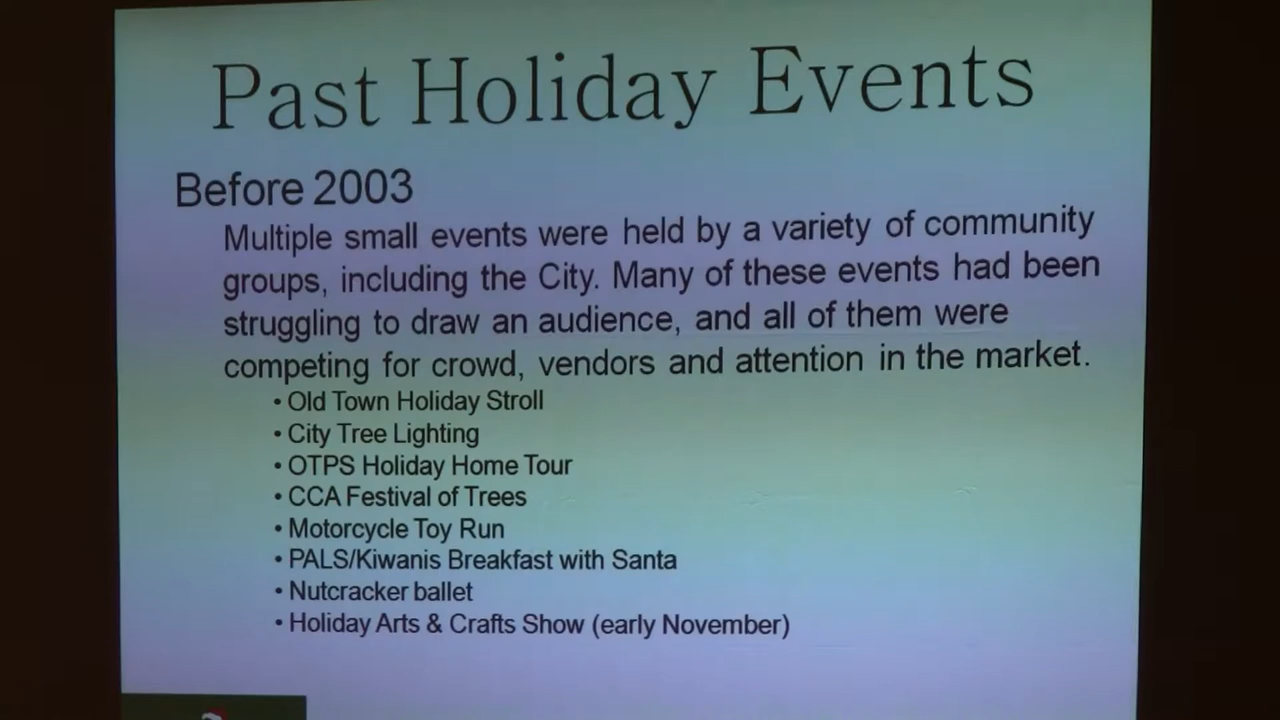 Past Holiday Events
Before 2003
Multiple small events were held by a variety of community
groups, including the City. Many of these events had been
struggling to draw an audience, and all of them were
competing for crowd, vendors and attention in the market.
• Old Town Holiday Stroll
• City Tree Lighting
• OTPS Holiday Home Tour
• CCA Festival of Trees
• Motorcycle Toy Run
• PALS/Kiwanis Breakfast with Santa
• Nutcracker ballet
• Holiday Arts & Crafts Show (early November)